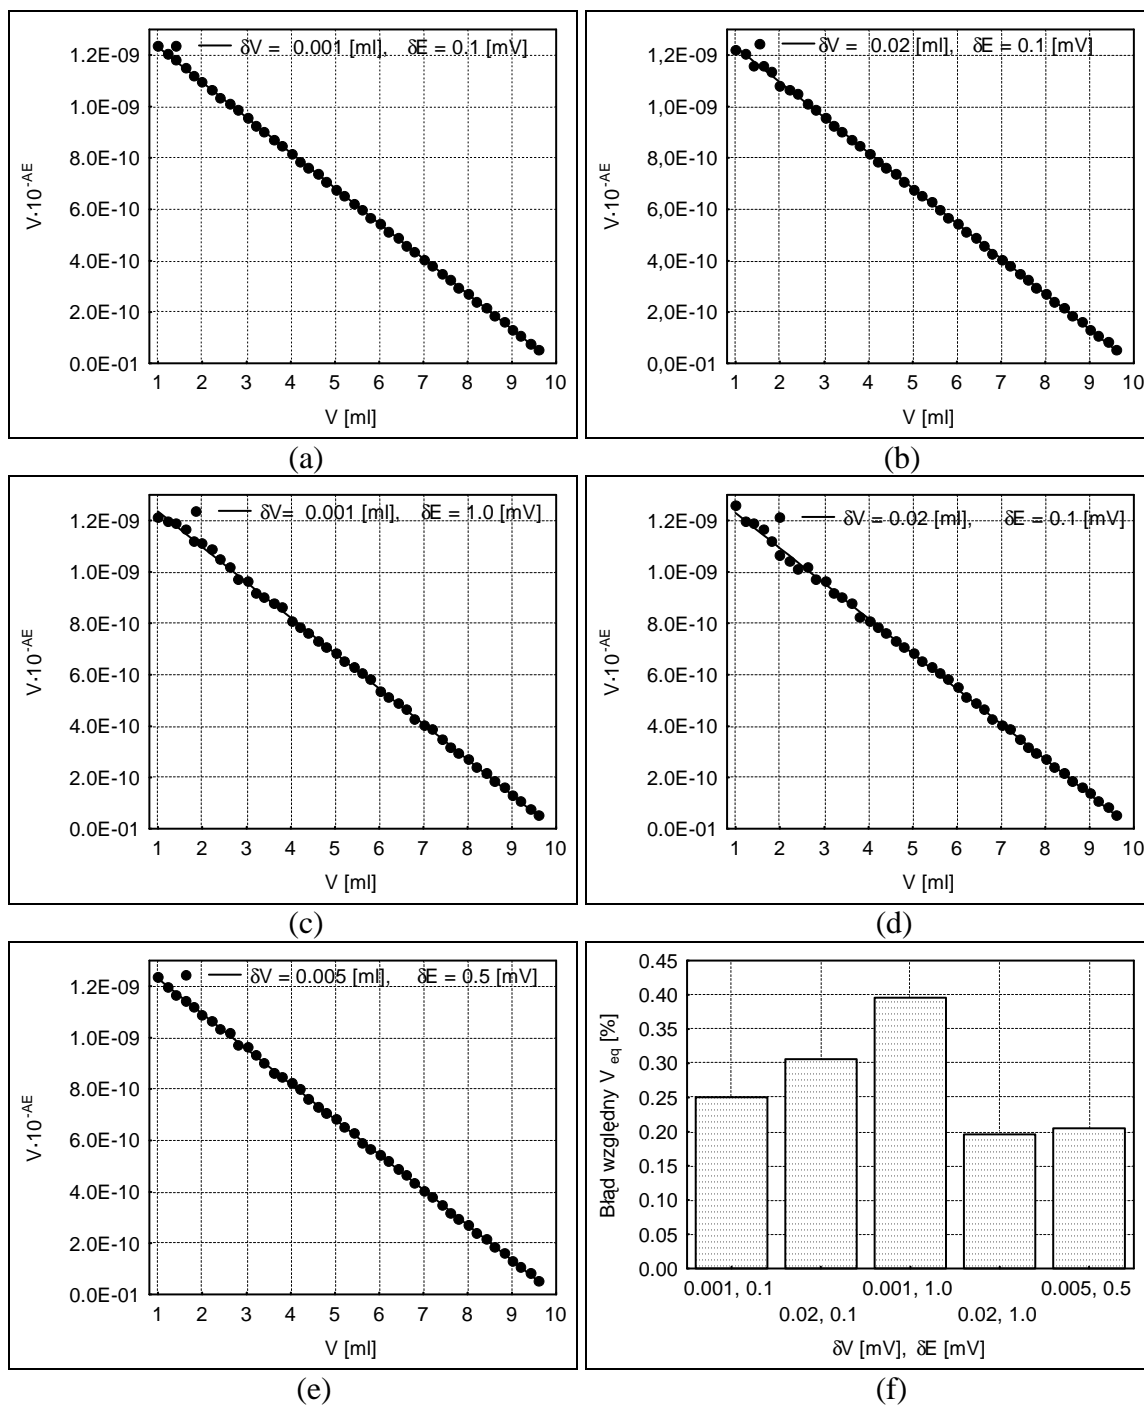 δV = 0.001 [ml], δE = 0.1 [mV]
1.2E-09
1.0E-09
8.0E-10
6.0E-10
4.0E-10
2.0E-10
0.0E-01
V·10^-AE
1 2 3 4 5 6 7 8 9 10
V [ml]
(a)
δV = 0.02 [ml], δE = 0.1 [mV]
1,2E-09
1,0E-09
8,0E-10
6,0E-10
4,0E-10
2,0E-10
0,0E-01
V·10^-AE
1 2 3 4 5 6 7 8 9 10
V [ml]
(b)
δV= 0.001 [ml], δE = 1.0 [mV]
1.2E-09
1.0E-09
8.0E-10
6.0E-10
4.0E-10
2.0E-10
0.0E-01
V·10^-AE
1 2 3 4 5 6 7 8 9 10
V [ml]
(c)
δV = 0.02 [ml], δE = 0.1 [mV]
1.2E-09
1.0E-09
8.0E-10
6.0E-10
4.0E-10
2.0E-10
0.0E-01
V·10^-AE
1 2 3 4 5 6 7 8 9 10
V [ml]
(d)
δV = 0.005 [ml], δE = 0.5 [mV]
1.2E-09
1.0E-09
8.0E-10
6.0E-10
4.0E-10
2.0E-10
0.0E-01
V·10^-AE
1 2 3 4 5 6 7 8 9 10
V [ml]
(e)
0.45
0.40
0.35
0.30
0.25
0.20
0.15
0.10
0.05
0.00
Błąd względny V_eq [%]
0.001, 0.1 0.001, 1.0 0.005, 0.5
0.02, 0.1 0.02, 1.0
δV [mV], δE [mV]
(f)